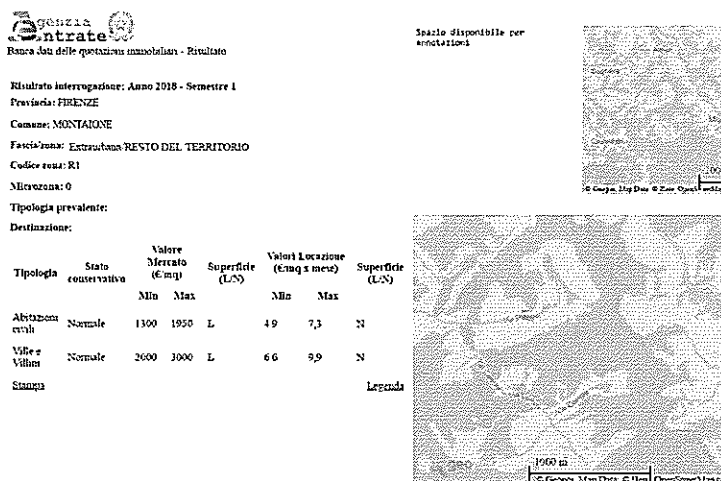 genzia
ntrate
Banca dati delle quotazioni immobiliari - Risultato
Spazio disponibile per
annotazioni
Risultato interrogazione: Anno 2018 - Semestre 1
Provincia: FIRENZE
Comune: MONTAIONE
Fascia/zona: Extraurbana/RESTO DEL TERRITORIO
Codice zona: R1
Microzona: 0
Tipologia prevalente:
Destinazione:
Tipologia Stato conservativo Valore Mercato (€/mq) Superficie (L/N) Valori Locazione (€/mq x mese) Superficie (L/N)
Min Max Min Max
Abitazioni civili Normale 1300 1950 L 4,9 7,3 N
Ville e Villini Normale 2000 3000 L 6,6 9,9 N
Stampa Legenda
1000 m